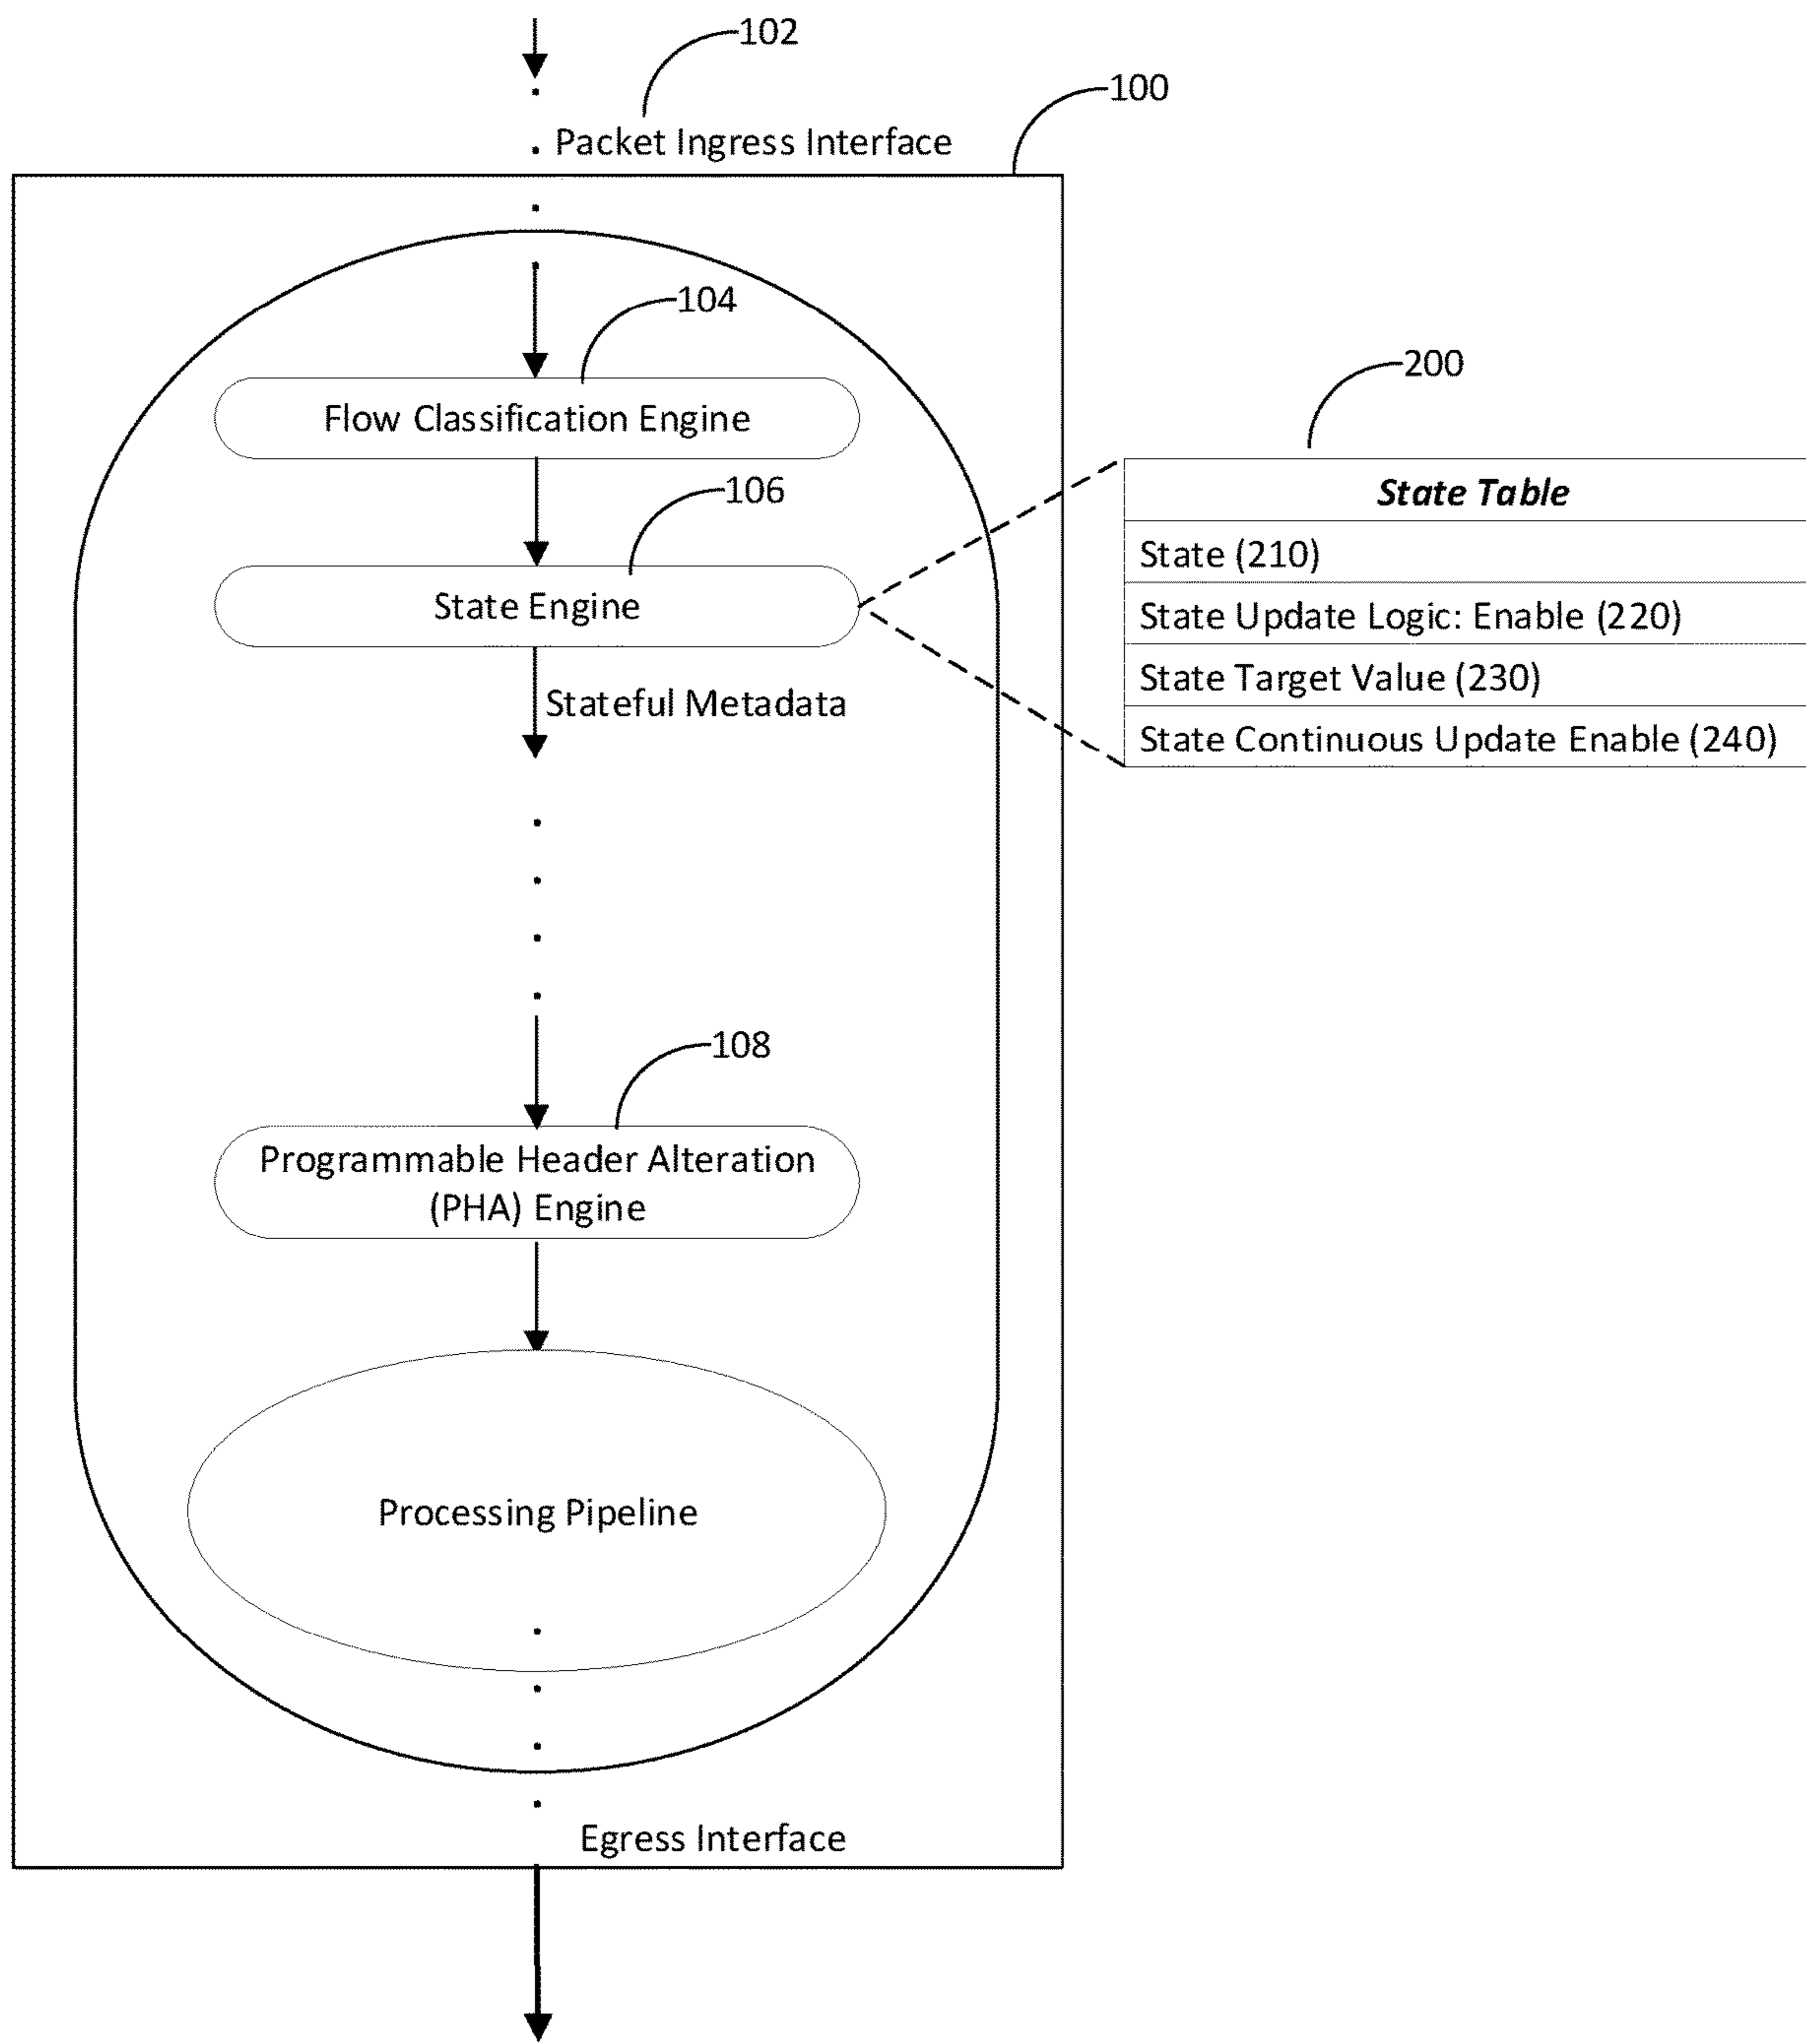 102
100
Packet Ingress Interface
104
Flow Classification Engine
200
State Table
106
State (210)
State Engine
State Update Logic: Enable (220)
State Target Value (230)
Stateful Metadata
State Continuous Update Enable (240)
108
Programmable Header Alteration
(PHA) Engine
Processing Pipeline
Egress Interface